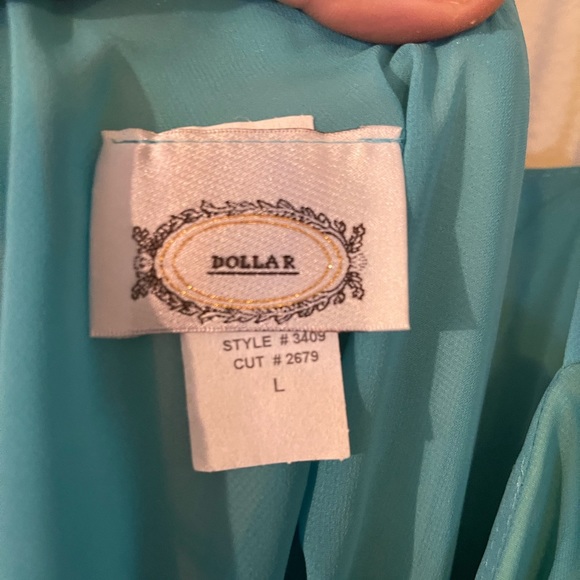 DOLLAR
STYLE # 3409
CUT # 2679
L